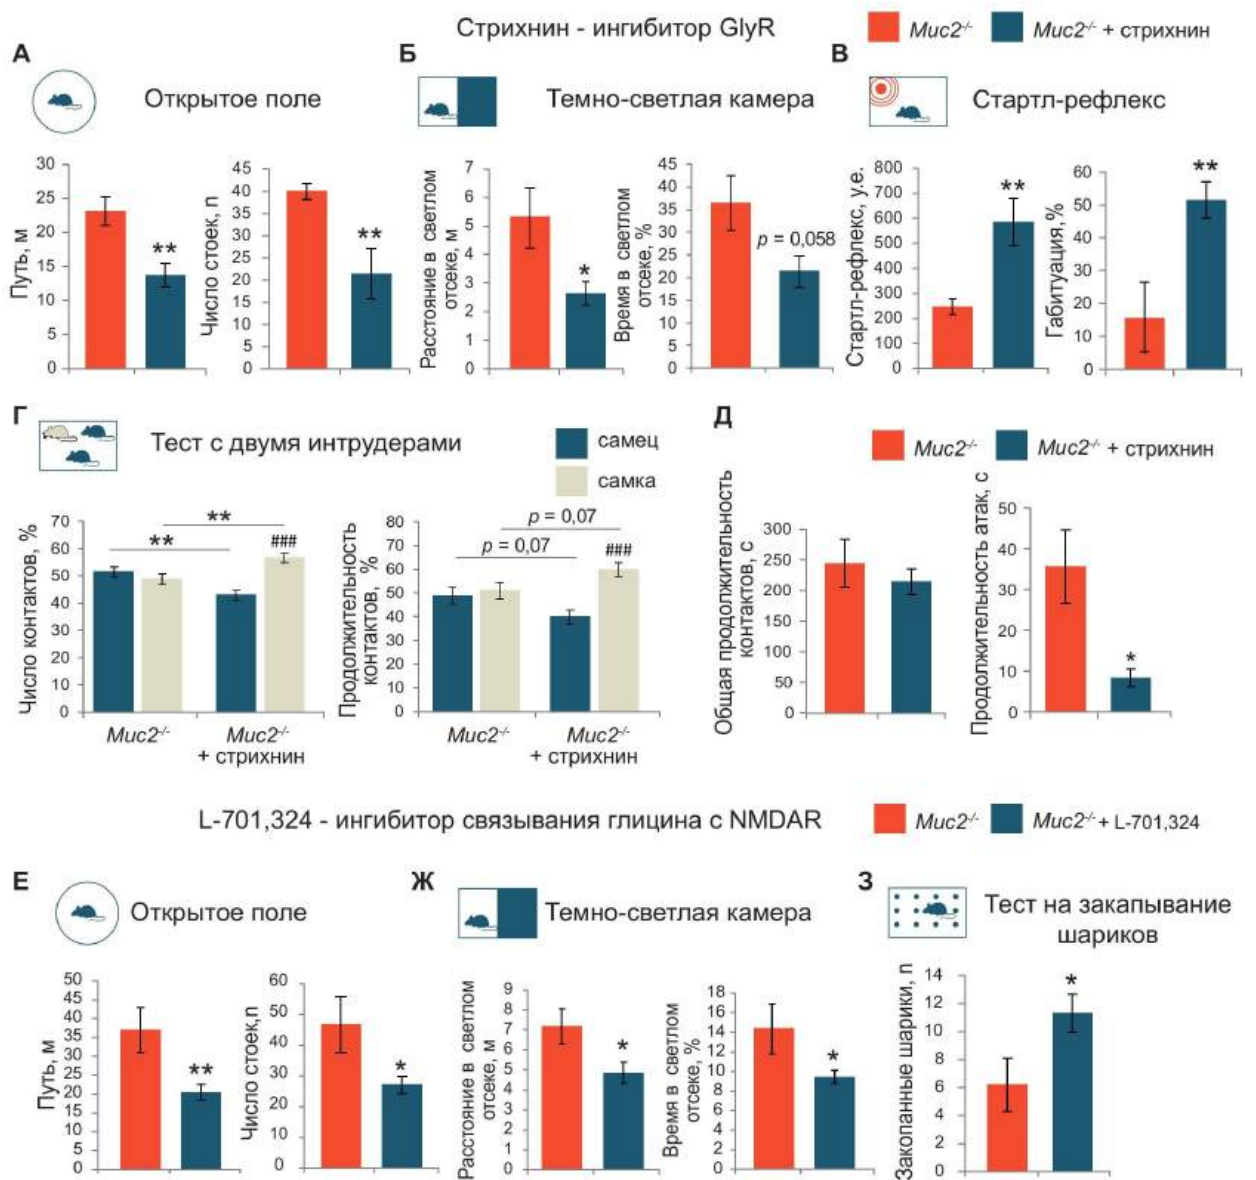 Стрихнин - ингибитор GlyR
Muc2-/-
Muc2-/- + стрихнин
А
Открытое поле
Путь, м
30
25
20
15
10
5
0
**
Число стоек, n
45
40
35
30
25
20
15
10
5
0
**
Б
Темно-светлая камера
Расстояние в светлом
отсеке, м
7
6
5
4
3
2
1
0
*
Время в светлом
отсеке, %
45
40
35
30
25
20
15
10
5
0
p = 0,058
В
Стартл-рефлекс
Стартл-рефлекс, у.е.
800
700
600
500
400
300
200
100
0
**
Габитуация, %
60
50
40
30
20
10
0
**
Г
Тест с двумя интрудерами
самец
самка
Число контактов, %
70
60
50
40
30
20
10
0
**
**
###
Muc2-/-
Muc2-/-
+ стрихнин
Продолжительность
контактов, %
80
70
60
50
40
30
20
10
0
p = 0,07
p = 0,07
###
Muc2-/-
Muc2-/-
+ стрихнин
Д
Muc2-/-
Muc2-/- + стрихнин
Общая продолжительность
контактов, с
300
250
200
250
100
50
0
Продолжительность атак, с
50
40
30
20
10
0
*
L-701,324 - ингибитор связывания глицина с NMDAR
Muc2-/-
Muc2-/- + L-701,324
Е
Открытое поле
Путь, м
50
45
40
35
30
25
20
15
10
5
0
**
Число стоек,n
60
50
40
30
20
10
0
*
Ж
Темно-светлая камера
Расстояние в светлом
отсеке, м
9
8
7
6
5
4
3
2
1
0
*
Время в светлом
отсеке, %
18
16
14
12
10
8
6
4
2
0
*
З
Тест на закапывание
шариков
Закопанные шарики, n
14
12
10
8
6
4
2
0
*